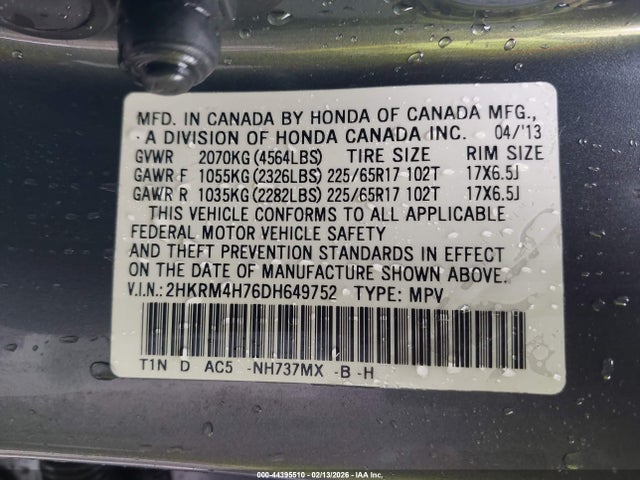 MFD. IN CANADA BY HONDA OF CANADA MFG.,
A DIVISION OF HONDA CANADA INC. 04/'13
GVWR 2070KG (4564LBS) TIRE SIZE RIM SIZE
GAWR F 1055KG (2326LBS) 225/65R17 102T 17X6.5J
GAWR R 1035KG (2282LBS) 225/65R17 102T 17X6.5J
THIS VEHICLE CONFORMS TO ALL APPLICABLE
FEDERAL MOTOR VEHICLE SAFETY
AND THEFT PREVENTION STANDARDS IN EFFECT
ON THE DATE OF MANUFACTURE SHOWN ABOVE.
V.I.N.: 2HKRM4H76DH649752 TYPE: MPV
T1N D AC5 -NH737MX -B -H
000-44395510 - 02/13/2026 - IAA, Inc.